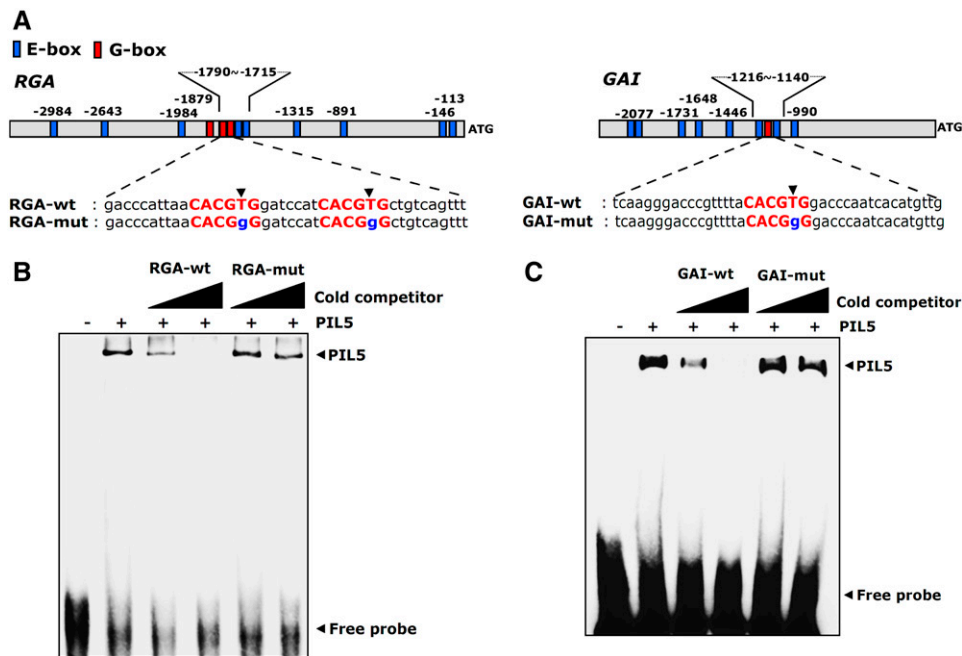 A
E-box G-box
RGA
-1790~-1715
-2984 -2643 -1984 -1879 -1315 -891 -146 -113
ATG
RGA-wt : gacccattaaCACGTGgatccatCACGTGctgtcagttt
RGA-mut : gacccattaaCACGgGgatccatCACGgGctgtcagttt
GAI
-1216~-1140
-2077 -1731 -1648 -1446 -990
ATG
GAI-wt : tcaagggacccgttttaCACGTGgacccaatcacatgttg
GAI-mut : tcaagggacccgttttaCACGgGgacccaatcacatgttg
B
RGA-wt RGA-mut
Cold competitor
- + + + + + PIL5
PIL5
Free probe
C
GAI-wt GAI-mut
Cold competitor
- + + + + + PIL5
PIL5
Free probe